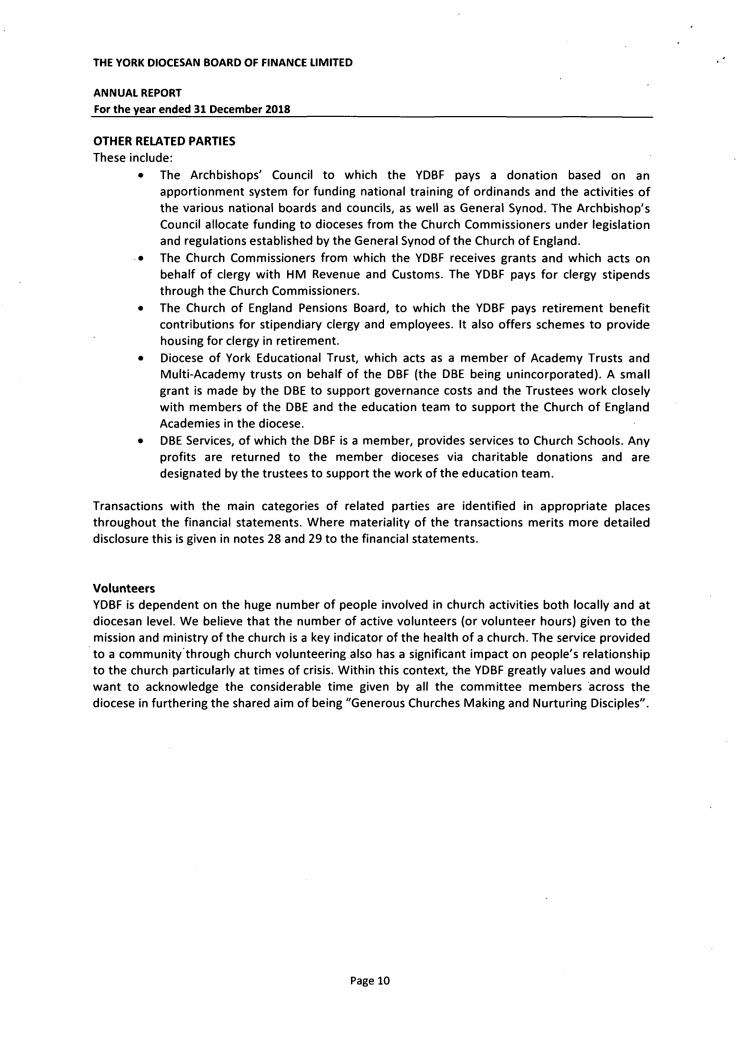 THE YORK DIOCESAN BOARD OF FINANCE LIMITED
ANNUAL REPORT
For the year ended 31 December 2018
OTHER RELATED PARTIES
These include:
• The Archbishops' Council to which the YDBF pays a donation based on an
apportionment system for funding national training of ordinands and the activities of
the various national boards and councils, as well as General Synod. The Archbishop's
Council allocate funding to dioceses from the Church Commissioners under legislation
and regulations established by the General Synod of the Church of England.
• The Church Commissioners from which the YDBF receives grants and which acts on
behalf of clergy with HM Revenue and Customs. The YDBF pays for clergy stipends
through the Church Commissioners.
• The Church of England Pensions Board, to which the YDBF pays retirement benefit
contributions for stipendiary clergy and employees. It also offers schemes to provide
housing for clergy in retirement.
• Diocese of York Educational Trust, which acts as a member of Academy Trusts and
Multi-Academy trusts on behalf of the DBF (the DBE being unincorporated). A small
grant is made by the DBE to support governance costs and the Trustees work closely
with members of the DBE and the education team to support the Church of England
Academies in the diocese.
• DBE Services, of which the DBF is a member, provides services to Church Schools. Any
profits are returned to the member dioceses via charitable donations and are
designated by the trustees to support the work of the education team.
Transactions with the main categories of related parties are identified in appropriate places
throughout the financial statements. Where materiality of the transactions merits more detailed
disclosure this is given in notes 28 and 29 to the financial statements.
Volunteers
YDBF is dependent on the huge number of people involved in church activities both locally and at
diocesan level. We believe that the number of active volunteers (or volunteer hours) given to the
mission and ministry of the church is a key indicator of the health of a church. The service provided
to a community through church volunteering also has a significant impact on people's relationship
to the church particularly at times of crisis. Within this context, the YDBF greatly values and would
want to acknowledge the considerable time given by all the committee members across the
diocese in furthering the shared aim of being "Generous Churches Making and Nurturing Disciples".
Page 10